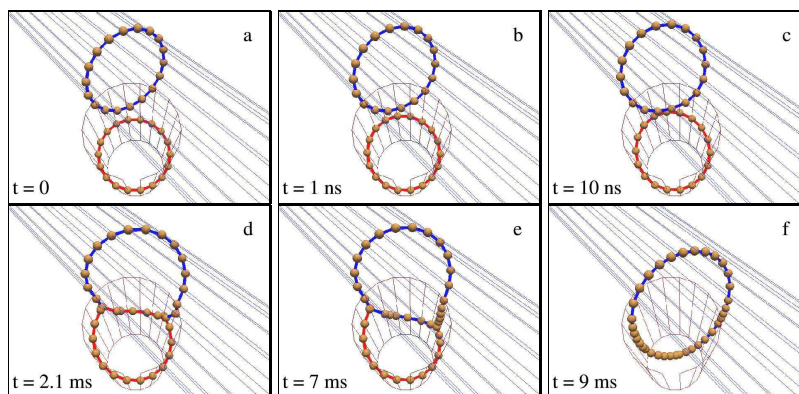 a
t = 0
b
t = 1 ns
c
t = 10 ns
d
t = 2.1 ms
e
t = 7 ms
f
t = 9 ms